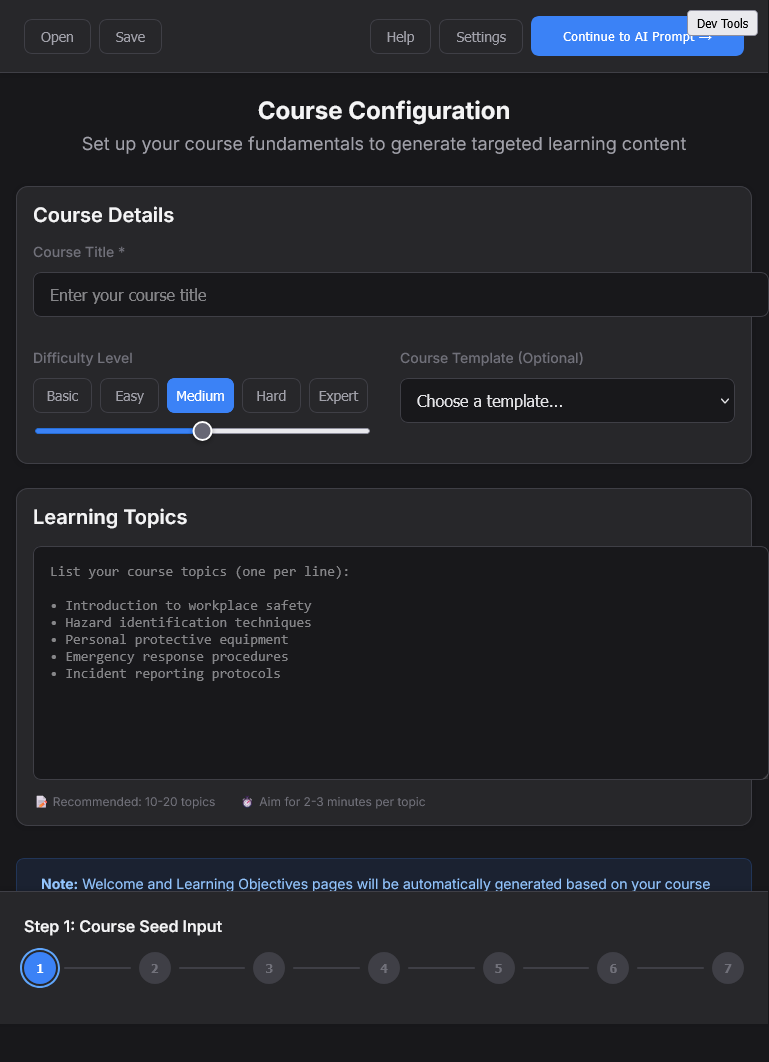 Open
Save
Help
Settings
Continue to AI Prompt →
Dev Tools
Course Configuration
Set up your course fundamentals to generate targeted learning content
Course Details
Course Title *
Enter your course title
Difficulty Level
Basic
Easy
Medium
Hard
Expert
Course Template (Optional)
Choose a template...
Learning Topics
List your course topics (one per line):
• Introduction to workplace safety
• Hazard identification techniques
• Personal protective equipment
• Emergency response procedures
• Incident reporting protocols
Recommended: 10-20 topics
Aim for 2-3 minutes per topic
Note: Welcome and Learning Objectives pages will be automatically generated based on your course
Step 1: Course Seed Input
1
2
3
4
5
6
7